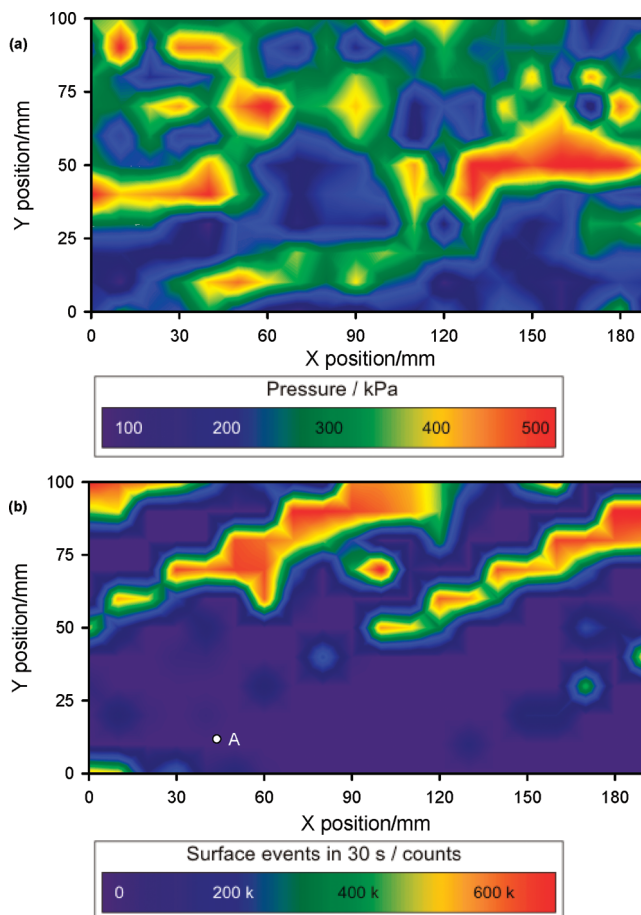 (a)
100
75
50
25
0
Y position/mm
0 30 60 90 120 150 180
X position/mm
Pressure / kPa
100 200 300 400 500
(b)
100
75
50
25
0
Y position/mm
A
0 30 60 90 120 150 180
X position/mm
Surface events in 30 s / counts
0 200 k 400 k 600 k